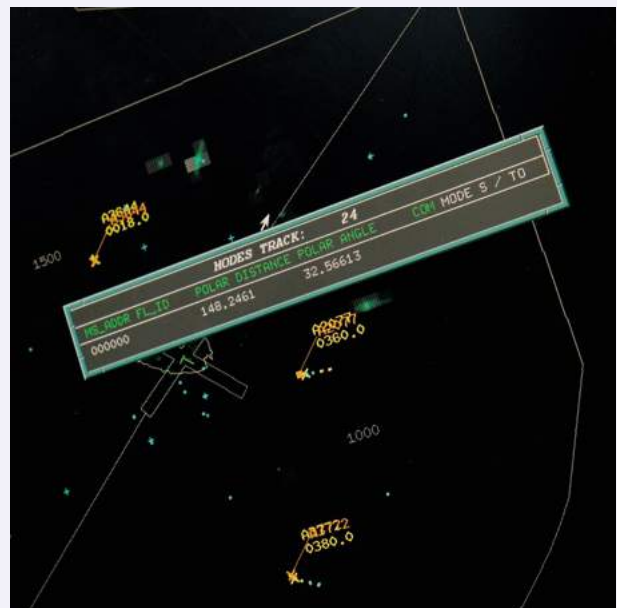 0018.0
1500
MODES TRACK: 24
MS_ADDR FL_ID POLAR DISTANCE POLAR ANGLE COM MODE S / TO
000000 148.2461 32.56613
A2077
0360.0
1000
0380.0